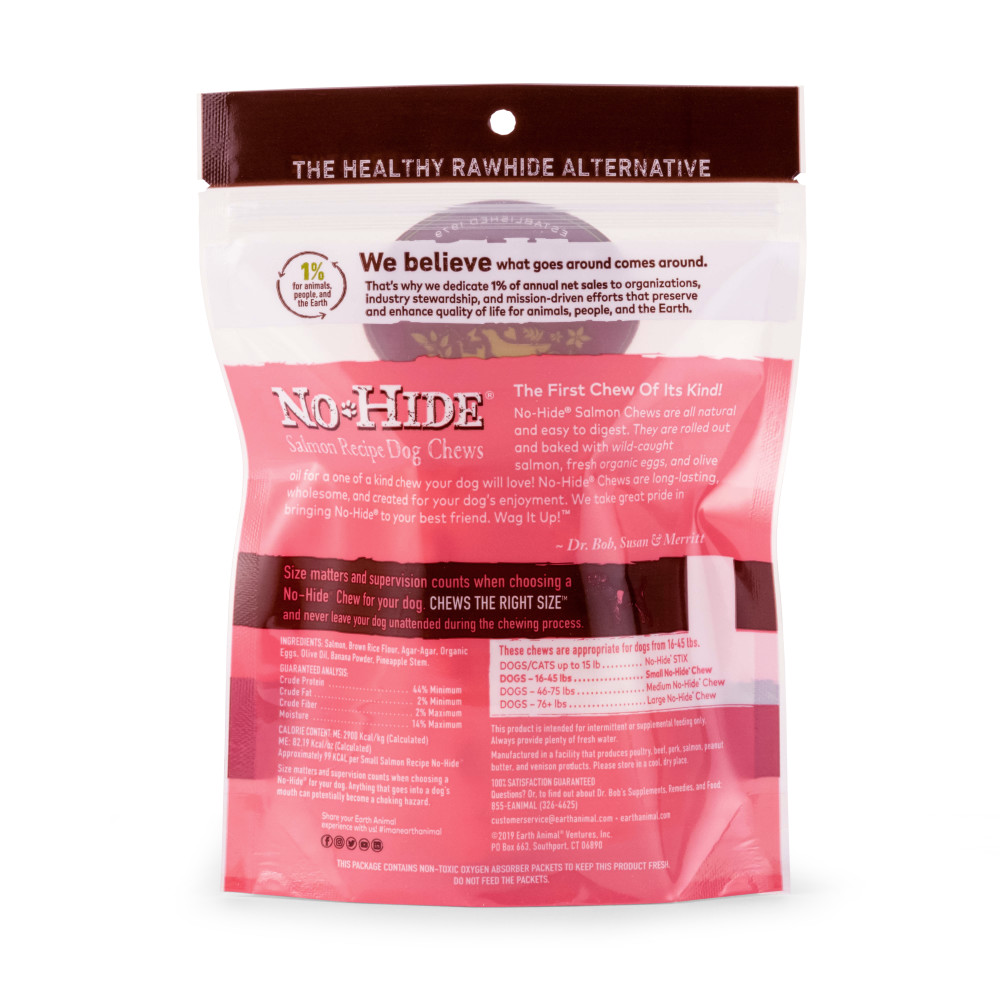 THE HEALTHY RAWHIDE ALTERNATIVE
ESTABLISHED 1979
1%
for animals,
people, and
the Earth
We believe what goes around comes around.
That's why we dedicate 1% of annual net sales to organizations,
industry stewardship, and mission-driven efforts that preserve
and enhance quality of life for animals, people, and the Earth.
NO-HIDE®
Salmon Recipe Dog Chews
The First Chew Of Its Kind!
No-Hide® Salmon Chews are all natural
and easy to digest. They are rolled out
and baked with wild-caught
salmon, fresh organic eggs, and olive
oil for a one of a kind chew your dog will love! No-Hide® Chews are long-lasting,
wholesome, and created for your dog's enjoyment. We take great pride in
bringing No-Hide® to your best friend. Wag It Up!™
~ Dr. Bob, Susan & Merritt
Size matters and supervision counts when choosing a
No-Hide® Chew for your dog. CHEWS THE RIGHT SIZE™
and never leave your dog unattended during the chewing process.
INGREDIENTS: Salmon, Brown Rice Flour, Agar-Agar, Organic
Eggs, Olive Oil, Banana Powder, Pineapple Stem.
GUARANTEED ANALYSIS:
Crude Protein ........ 44% Minimum
Crude Fat ........ 2% Minimum
Crude Fiber ........ 2% Maximum
Moisture ........ 14% Maximum
CALORIE CONTENT: ME: 2900 Kcal/kg (Calculated)
ME: 82.19 Kcal/oz (Calculated)
Approximately 99 KCAL per Small Salmon Recipe No-Hide®
Size matters and supervision counts when choosing a
No-Hide® for your dog. Anything that goes into a dog's
mouth can potentially become a choking hazard.
Share your Earth Animal
experience with us! #imanearthanimal
These chews are appropriate for dogs from 16-45 lbs.
DOGS/CATS up to 15 lb .......... No-Hide® STIX
DOGS – 16-45 lbs .......... Small No-Hide® Chew
DOGS – 46-75 lbs .......... Medium No-Hide® Chew
DOGS – 76+ lbs .......... Large No-Hide® Chew
This product is intended for intermittent or supplemental feeding only.
Always provide plenty of fresh water.
Manufactured in a facility that produces poultry, beef, pork, salmon, peanut
butter, and venison products. Please store in a cool, dry place.
100% SATISFACTION GUARANTEED
Questions? Or, to find out about Dr. Bob's Supplements, Remedies, and Food:
855-EANIMAL (326-4625)
customerservice@earthanimal.com - earthanimal.com
©2019 Earth Animal® Ventures, Inc.
PO Box 663, Southport, CT 06890
THIS PACKAGE CONTAINS NON-TOXIC OXYGEN ABSORBER PACKETS TO KEEP THIS PRODUCT FRESH.
DO NOT FEED THE PACKETS.